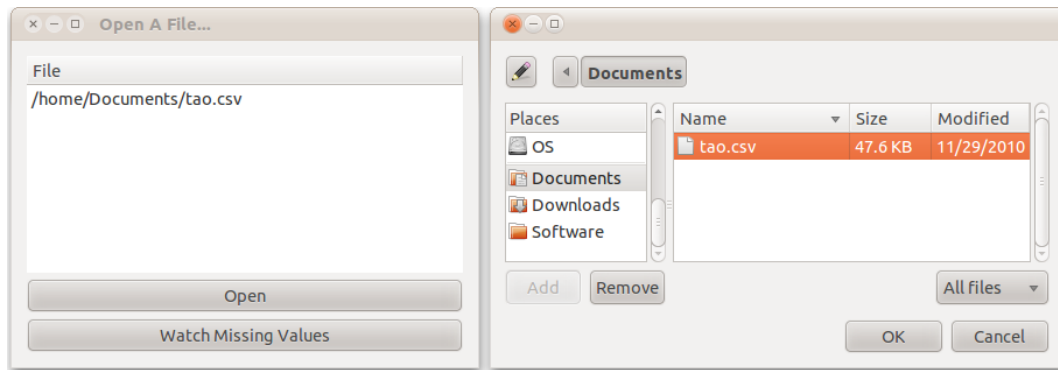 Open A File...
File
/home/Documents/tao.csv
Open
Watch Missing Values
Documents
Places
OS
Documents
Downloads
Software
Name Size Modified
tao.csv 47.6 KB 11/29/2010
Add Remove All files
OK Cancel